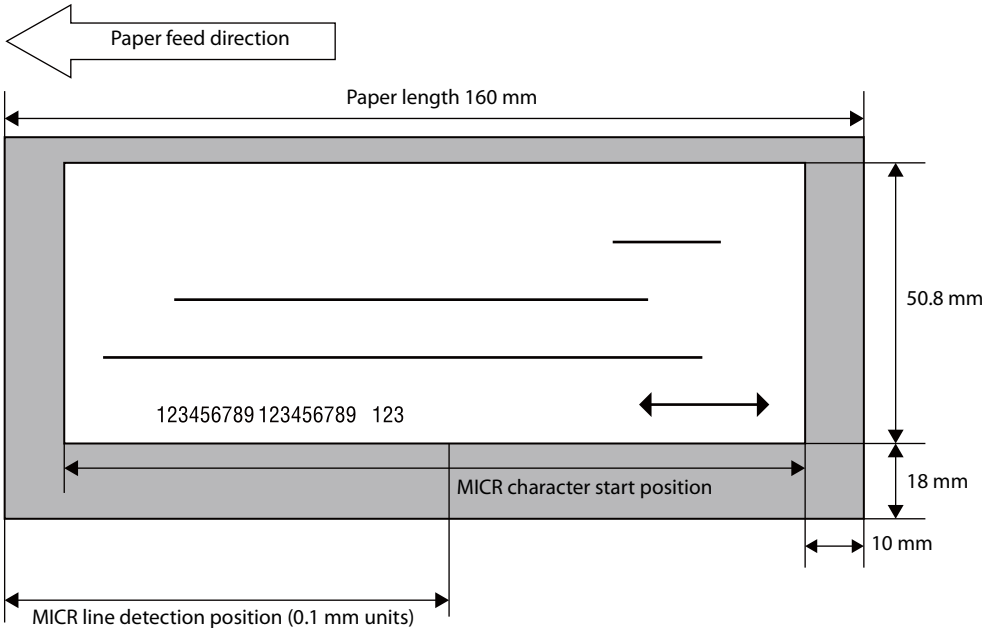 Paper feed direction
Paper length 160 mm
50.8 mm
123456789 123456789 123
MICR character start position
18 mm
10 mm
MICR line detection position (0.1 mm units)